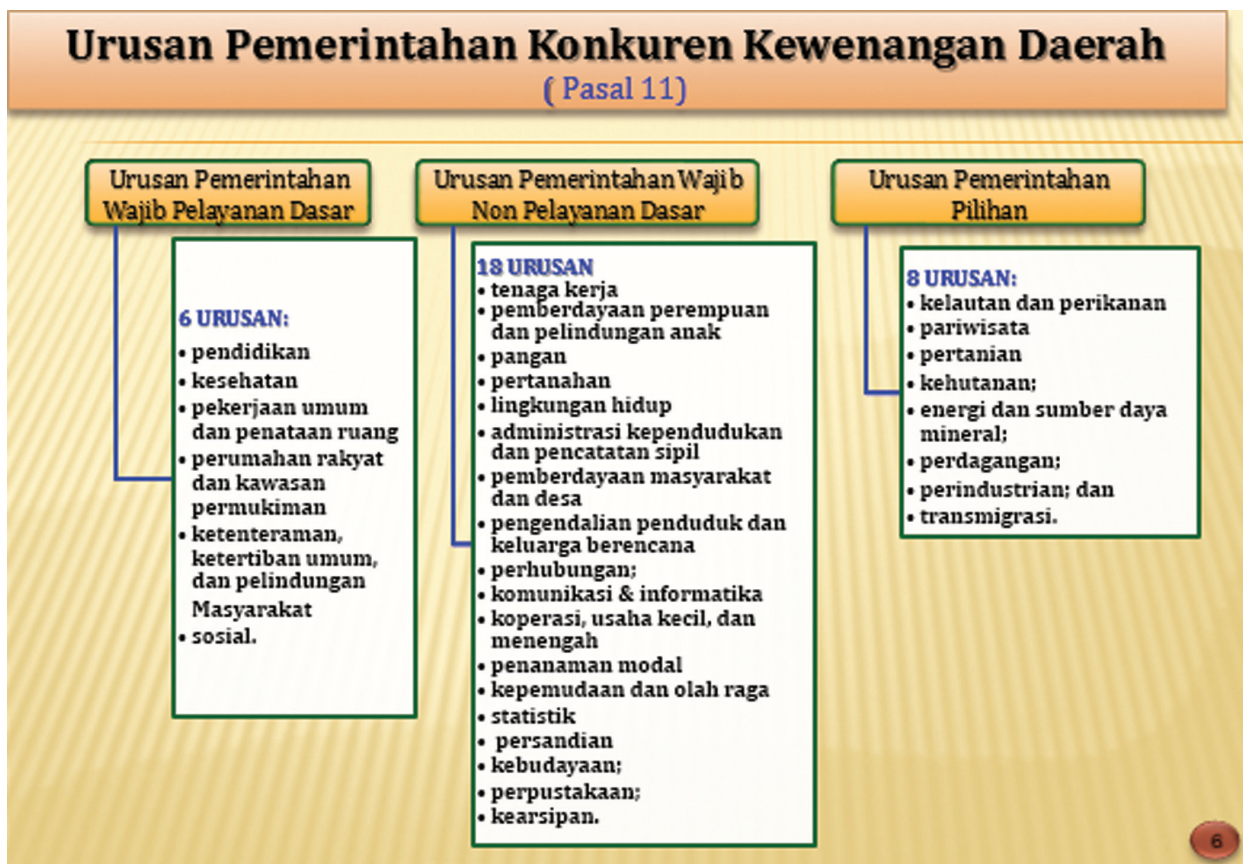 Urusan Pemerintahan Konkuren Kewenangan Daerah
( Pasal 11)
Urusan Pemerintahan
Wajib Pelayanan Dasar
6 URUSAN:
• pendidikan
• kesehatan
• pekerjaan umum
dan penataan ruang
• perumahan rakyat
dan kawasan
permukiman
• ketenteraman,
ketertiban umum,
dan pelindungan
Masyarakat
• sosial.
Urusan Pemerintahan Wajib
Non Pelayanan Dasar
18 URUSAN
• tenaga kerja
• pemberdayaan perempuan
dan pelindungan anak
• pangan
• pertanahan
• lingkungan hidup
• administrasi kependudukan
dan pencatatan sipil
• pemberdayaan masyarakat
dan desa
• pengendalian penduduk dan
keluarga berencana
• perhubungan;
• komunikasi & informatika
• koperasi, usaha kecil, dan
menengah
• penanaman modal
• kepemudaan dan olah raga
• statistik
• persandian
• kebudayaan;
• perpustakaan;
• kearsipan.
Urusan Pemerintahan
Pilihan
8 URUSAN:
• kelautan dan perikanan
• pariwisata
• pertanian
• kehutanan;
• energi dan sumber daya
mineral;
• perdagangan;
• perindustrian; dan
• transmigrasi.
6